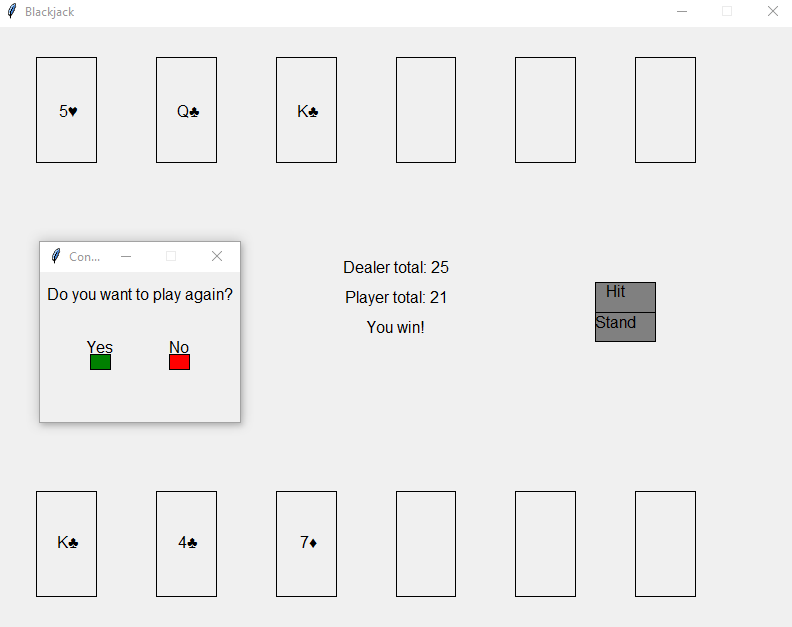 Blackjack
5♥ Q♣ K♣
Con...
Do you want to play again?
Yes No
Dealer total: 25
Player total: 21
You win!
Hit
Stand
K♣ 4♣ 7♦